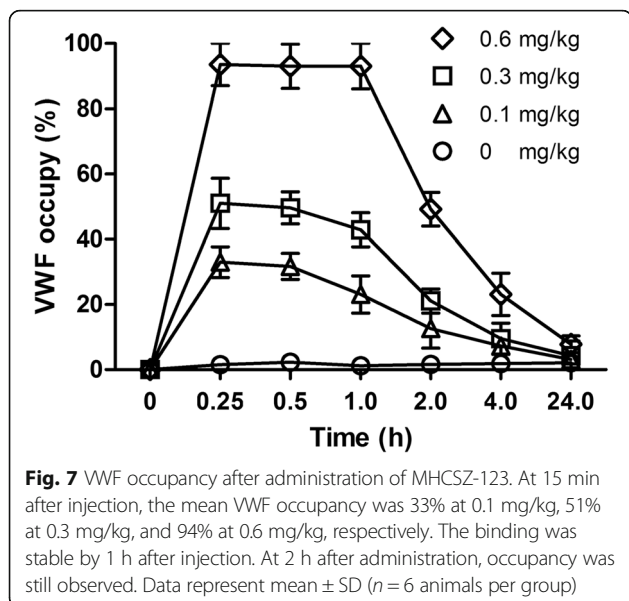 100
80
60
40
20
0
VWF occupy (%)
0.6 mg/kg
0.3 mg/kg
0.1 mg/kg
0 mg/kg
0 0.25 0.5 1.0 2.0 4.0 24.0
Time (h)
Fig. 7 VWF occupancy after administration of MHCSZ-123. At 15 min
after injection, the mean VWF occupancy was 33% at 0.1 mg/kg, 51%
at 0.3 mg/kg, and 94% at 0.6 mg/kg, respectively. The binding was
stable by 1 h after injection. At 2 h after administration, occupancy was
still observed. Data represent mean ± SD (n = 6 animals per group)